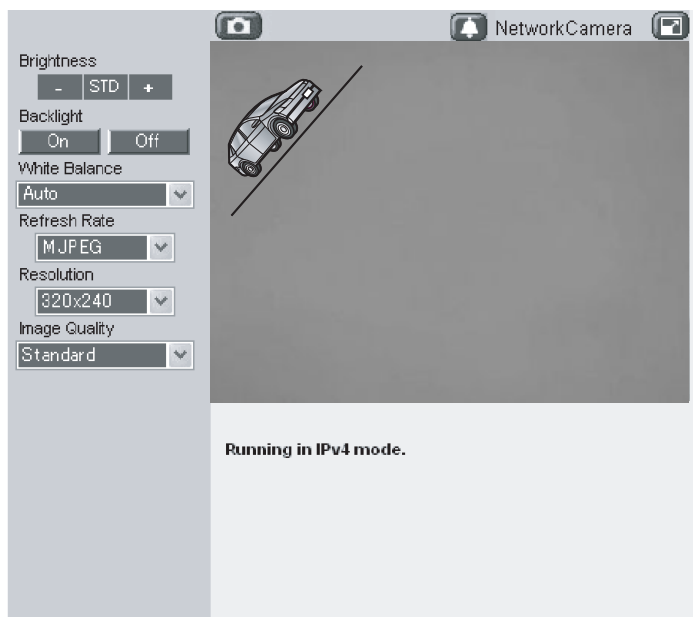 NetworkCamera
Brightness
- STD +
Backlight
On Off
White Balance
Auto
Refresh Rate
MJPEG
Resolution
320x240
Image Quality
Standard
Running in IPv4 mode.